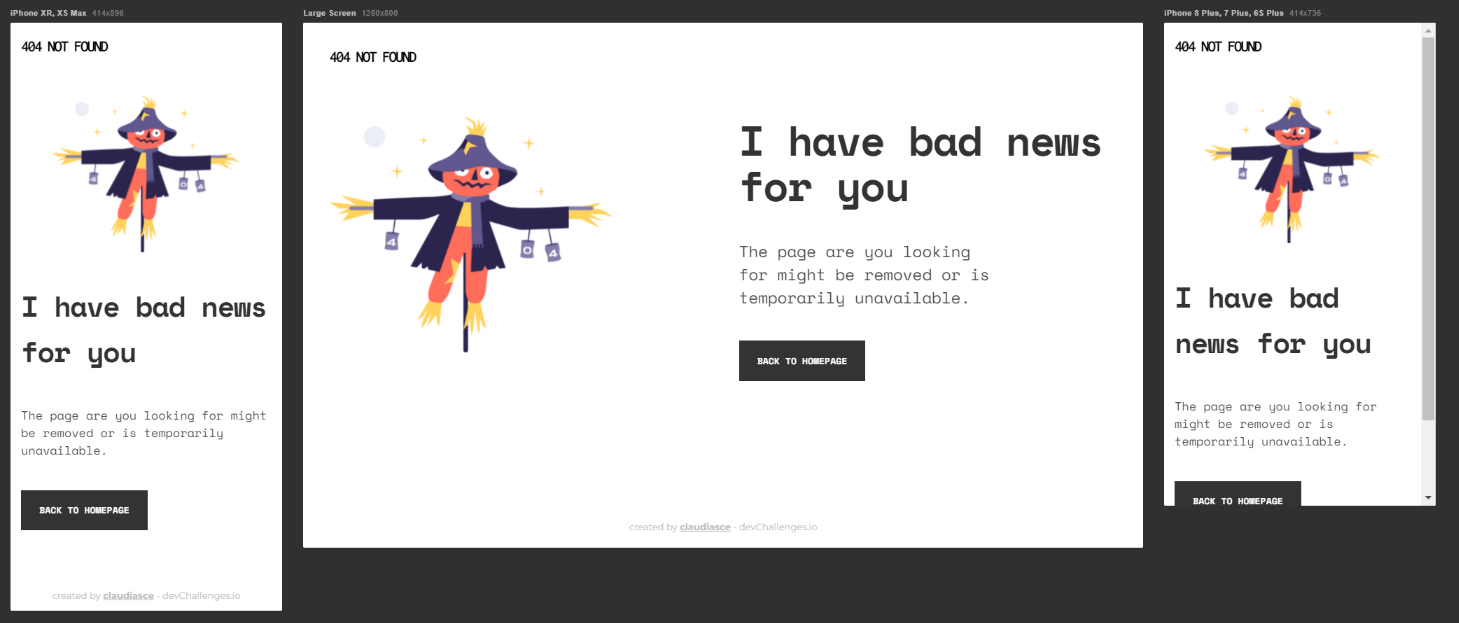 iPhone XR, XS Max 414x896
404 NOT FOUND
4
0
4
I have bad news
for you
The page are you looking for might
be removed or is temporarily
unavailable.
BACK TO HOMEPAGE
created by claudiasce - devChallenges.io
Large Screen 1280x800
404 NOT FOUND
4
0
4
I have bad news
for you
The page are you looking
for might be removed or is
temporarily unavailable.
BACK TO HOMEPAGE
created by claudiasce - devChallenges.io
iPhone 8 Plus, 7 Plus, 6S Plus 414x736
404 NOT FOUND
4
0
4
I have bad
news for you
The page are you looking for
might be removed or is
temporarily unavailable.
BACK TO HOMEPAGE